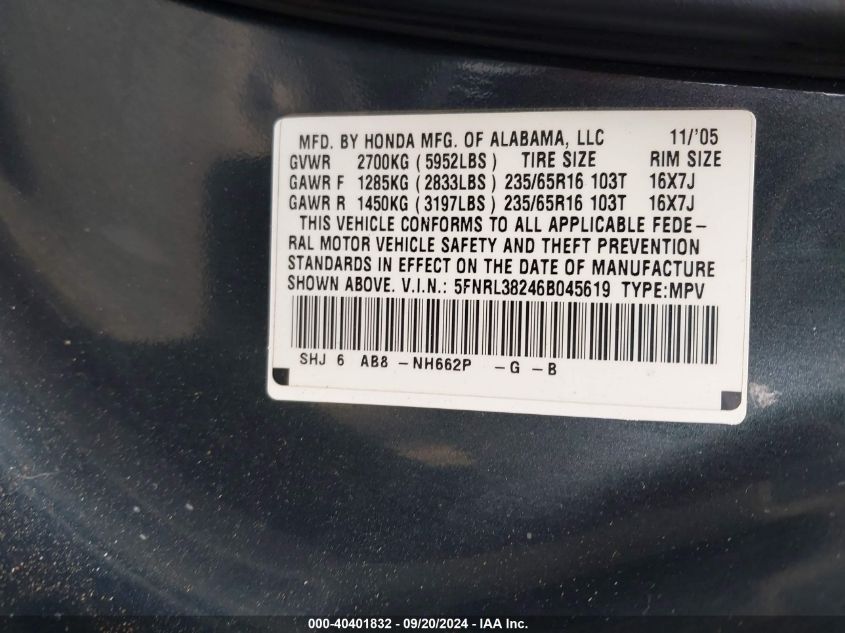 MFD. BY HONDA MFG. OF ALABAMA, LLC 11/'05
GVWR 2700KG (5952LBS) TIRE SIZE RIM SIZE
GAWR F 1285KG (2833LBS) 235/65R16 103T 16X7J
GAWR R 1450KG (3197LBS) 235/65R16 103T 16X7J
THIS VEHICLE CONFORMS TO ALL APPLICABLE FEDE-
RAL MOTOR VEHICLE SAFETY AND THEFT PREVENTION
STANDARDS IN EFFECT ON THE DATE OF MANUFACTURE
SHOWN ABOVE. V.I.N.: 5FNRL38246B045619 TYPE:MPV
SHJ 6 AB8 -NH662P -G -B
000-40401832 - 09/20/2024 - IAA Inc.